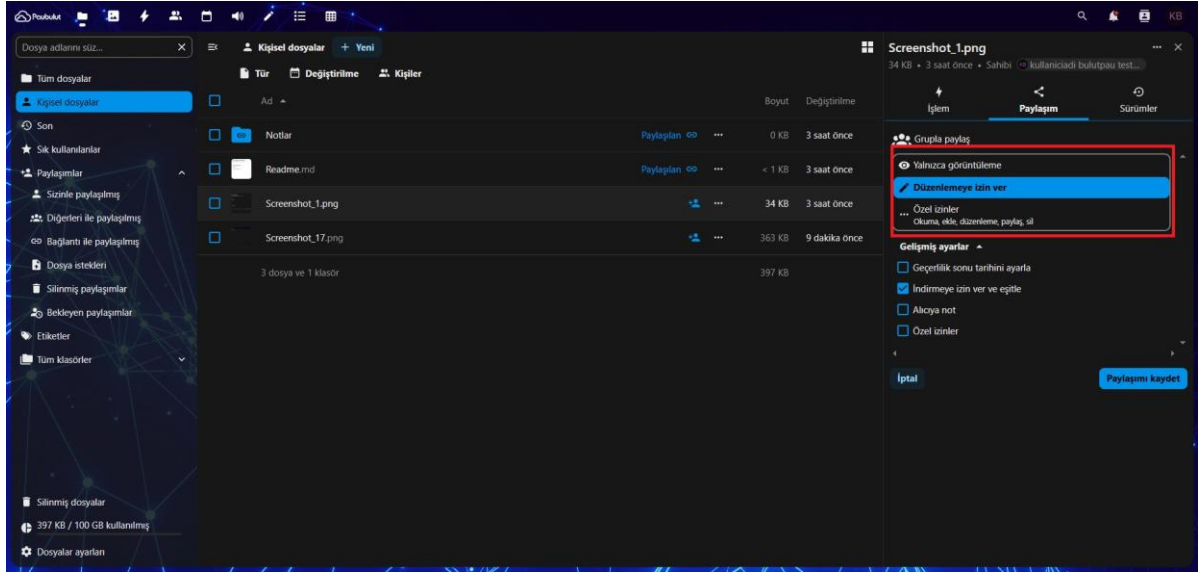 Paubulut
KB
Dosya adlarını süz...
Tüm dosyalar
Kişisel dosyalar
Son
Sık kullanılanlar
Paylaşımlar
Sizinle paylaşılmış
Diğerleri ile paylaşılmış
Bağlantı ile paylaşılmış
Dosya istekleri
Silinmiş paylaşımlar
Bekleyen paylaşımlar
Etiketler
Tüm klasörler
Silinmiş dosyalar
397 KB / 100 GB kullanılmış
Dosyalar ayarları
Kişisel dosyalar + Yeni
Tür Değiştirilme Kişiler
Ad Boyut Değiştirilme
Notlar Paylaşılan 0 KB 3 saat önce
Readme.md Paylaşılan < 1 KB 3 saat önce
Screenshot_1.png 34 KB 3 saat önce
Screenshot_17.png 363 KB 9 dakika önce
3 dosya ve 1 klasör 397 KB
Screenshot_1.png
34 KB • 3 saat önce • Sahibi kullaniciadi bulutpau test...
İşlem Paylaşım Sürümler
Grupla paylaş
Yalnızca görüntüleme
Düzenlemeye izin ver
Özel izinler
Okuma, ekle, düzenleme, paylaş, sil
Gelişmiş ayarlar
Geçerlilik sonu tarihini ayarla
İndirmeye izin ver ve eşitle
Alıcıya not
Özel izinler
İptal Paylaşımı kaydet